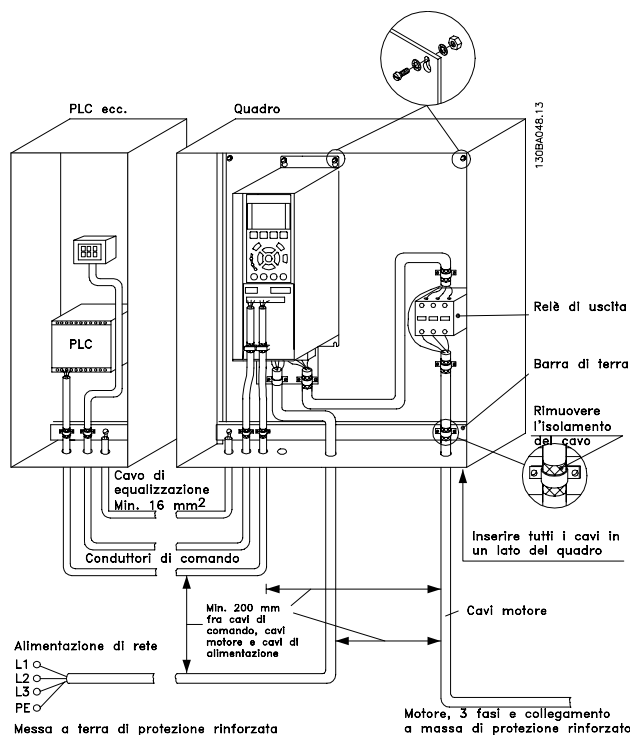 PLC ecc.
Quadro
130BA048.13
PLC
Relè di uscita
Barra di terra
Rimuovere
l'isolamento
del cavo
Cavo di
equalizzazione
Min. 16 mm2
Conduttori di comando
Inserire tutti i cavi in
un lato del quadro
Min. 200 mm
fra cavi di
comando, cavi
motore e cavi di
alimentazione
Cavi motore
Alimentazione di rete
L1
L2
L3
PE
Messa a terra di protezione rinforzata
Motore, 3 fasi e collegamento
a massa di protezione rinforzato